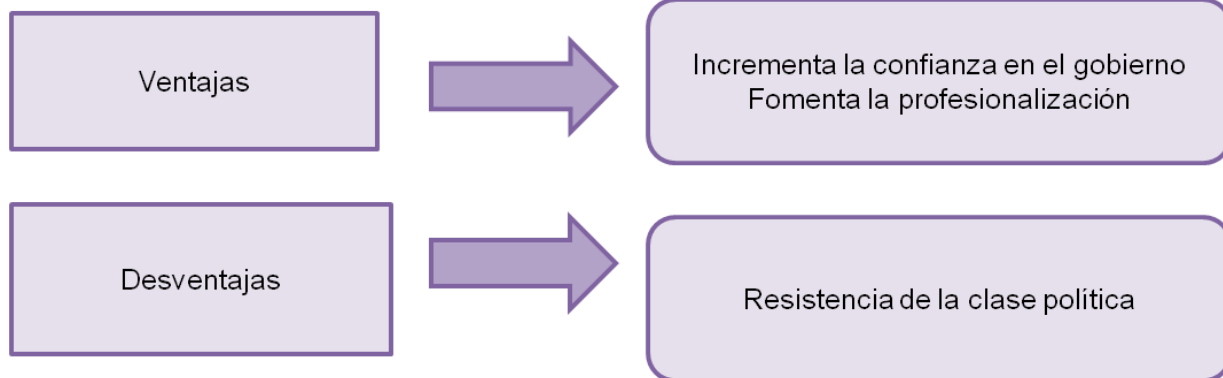 Ventajas
Incrementa la confianza en el gobierno
Fomenta la profesionalización
Desventajas
Resistencia de la clase política